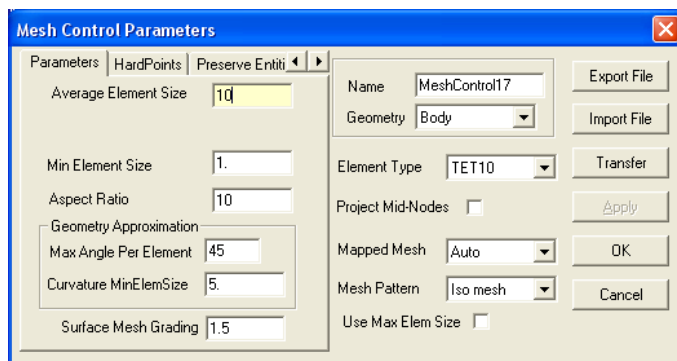 Mesh Control Parameters
Parameters HardPoints Preserve Entiti
Average Element Size 10
Min Element Size 1.
Aspect Ratio 10
Geometry Approximation
Max Angle Per Element 45
Curvature MinElemSize 5.
Surface Mesh Grading 1.5
Name MeshControl17
Geometry Body
Element Type TET10
Project Mid-Nodes
Mapped Mesh Auto
Mesh Pattern Iso mesh
Use Max Elem Size
Export File
Import File
Transfer
Apply
OK
Cancel